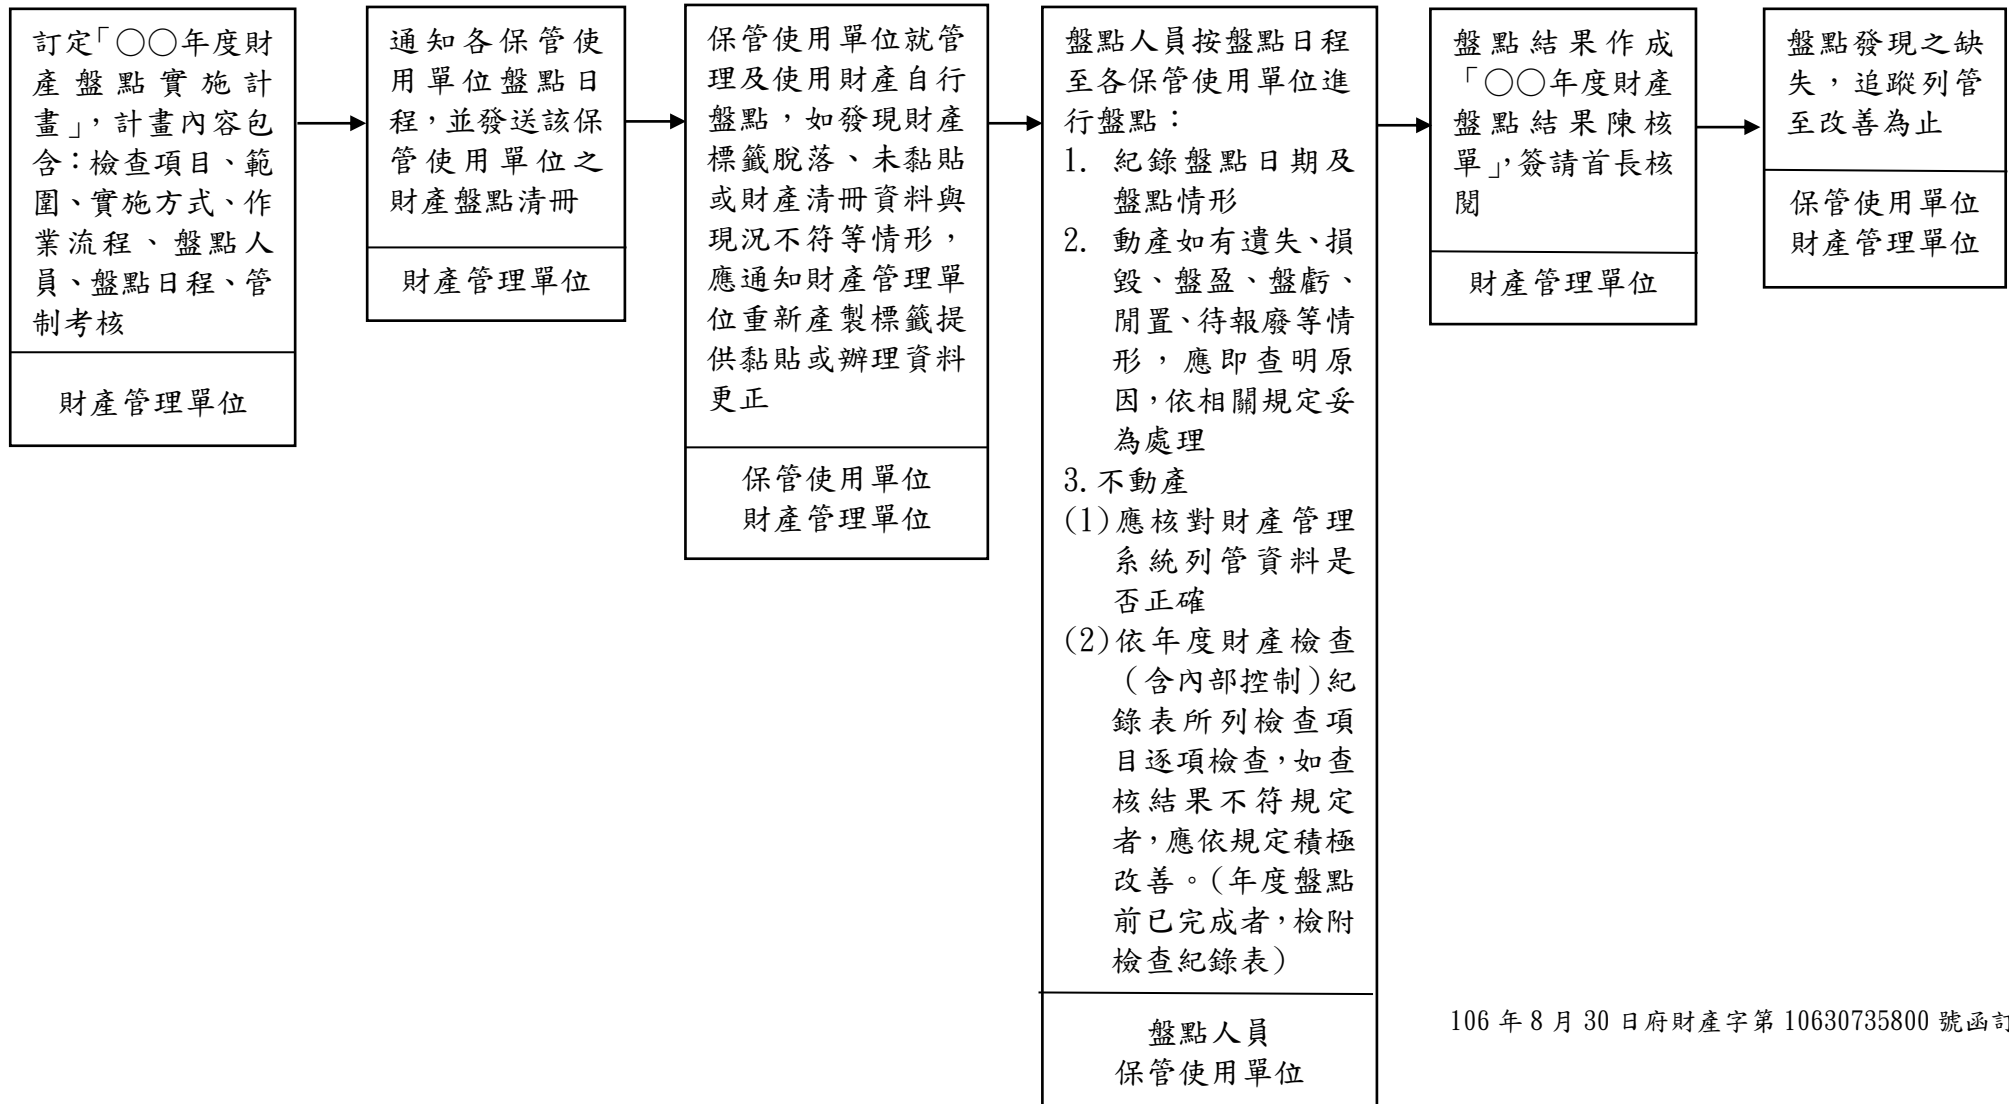 訂定「○○年度財
產盤點實施計
畫」，計畫內容包
含：檢查項目、範
圍、實施方式、作
業流程、盤點人
員、盤點日程、管
制考核
財產管理單位
通知各保管使
用單位盤點日
程，並發送該保
管使用單位之
財產盤點清冊
財產管理單位
保管使用單位就管
理及使用財產自行
盤點，如發現財產
標籤脫落、未黏貼
或財產清冊資料與
現況不符等情形，
應通知財產管理單
位重新產製標籤提
供黏貼或辦理資料
更正
保管使用單位
財產管理單位
盤點人員按盤點日程
至各保管使用單位進
行盤點：
1. 紀錄盤點日期及
盤點情形
2. 動產如有遺失、損
毀、盤盈、盤虧、
閒置、待報廢等情
形，應即查明原
因，依相關規定妥
為處理
3.不動產
(1)應核對財產管理
系統列管資料是
否正確
(2)依年度財產檢查
（含內部控制）紀
錄表所列檢查項
目逐項檢查，如查
核結果不符規定
者，應依規定積極
改善。（年度盤點
前已完成者，檢附
檢查紀錄表）
盤點人員
保管使用單位
盤點結果作成
「○○年度財產
盤點結果陳核
單」，簽請首長核
閱
財產管理單位
盤點發現之缺
失，追蹤列管
至改善為止
保管使用單位
財產管理單位
106 年 8 月 30 日府財產字第 10630735800 號函訂